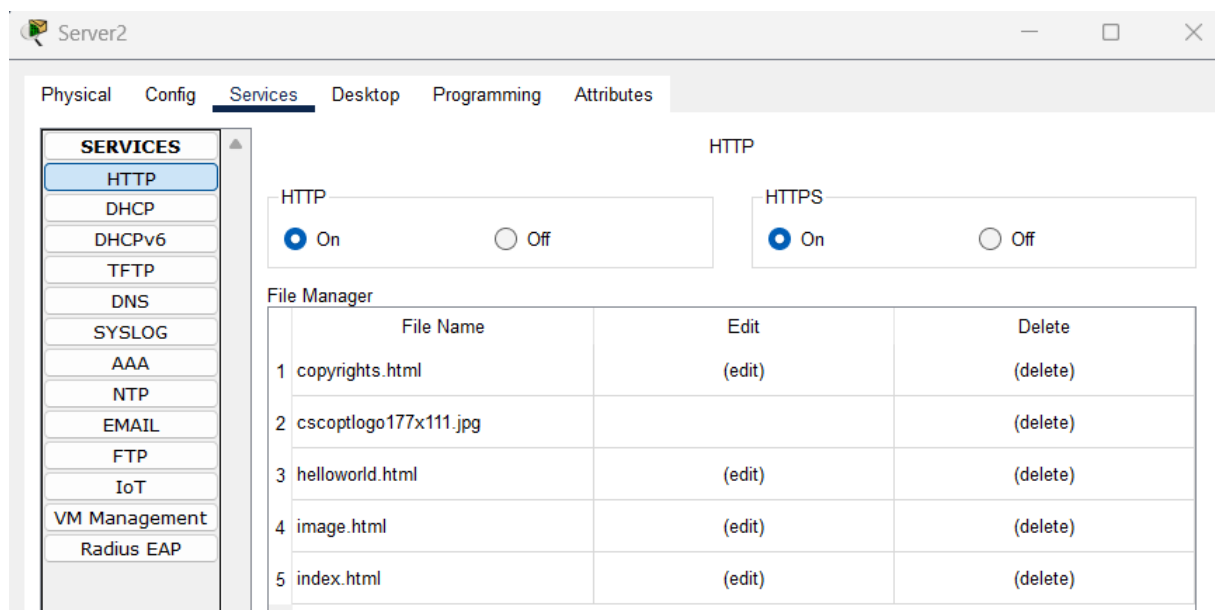 Server2
Physical Config Services Desktop Programming Attributes
SERVICES
HTTP
DHCP
DHCPv6
TFTP
DNS
SYSLOG
AAA
NTP
EMAIL
FTP
IoT
VM Management
Radius EAP
HTTP
HTTP
On Off
HTTPS
On Off
File Manager
File Name Edit Delete
1 copyrights.html (edit) (delete)
2 cscoptlogo177x111.jpg (delete)
3 helloworld.html (edit) (delete)
4 image.html (edit) (delete)
5 index.html (edit) (delete)